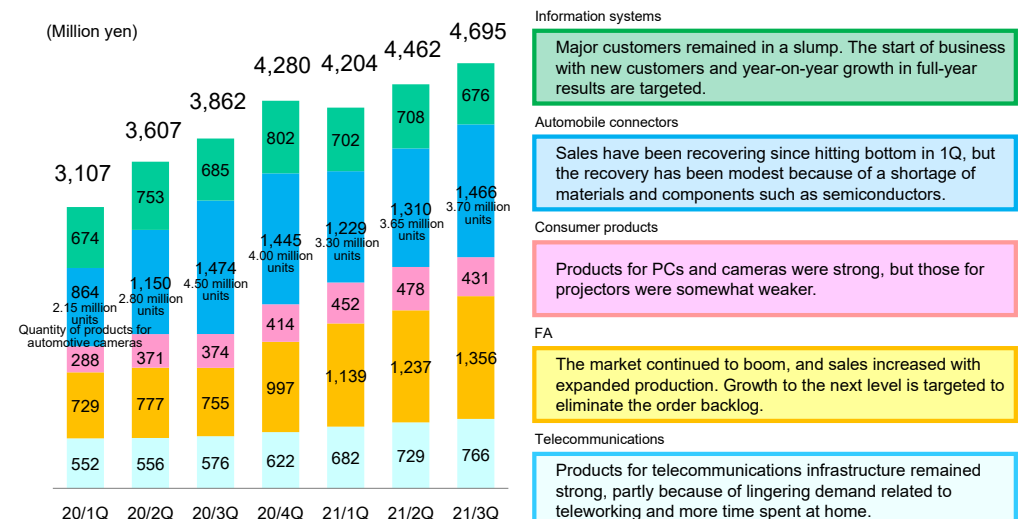 (Million yen)
3,107
3,607
3,862
4,280
4,204
4,462
4,695
674
753
685
802
702
708
676
864
2.15 million
units
Quantity of products for
automotive cameras
1,150
2.80 million
units
1,474
4.50 million
units
1,445
4.00 million
units
1,229
3.30 million
units
1,310
3.65 million
units
1,466
3.70 million
units
288
371
374
414
452
478
431
729
777
755
997
1,139
1,237
1,356
552
556
576
622
682
729
766
20/1Q
20/2Q
20/3Q
20/4Q
21/1Q
21/2Q
21/3Q
Information systems
Major customers remained in a slump. The start of business
with new customers and year-on-year growth in full-year
results are targeted.
Automobile connectors
Sales have been recovering since hitting bottom in 1Q, but
the recovery has been modest because of a shortage of
materials and components such as semiconductors.
Consumer products
Products for PCs and cameras were strong, but those for
projectors were somewhat weaker.
FA
The market continued to boom, and sales increased with
expanded production. Growth to the next level is targeted to
eliminate the order backlog.
Telecommunications
Products for telecommunications infrastructure remained
strong, partly because of lingering demand related to
teleworking and more time spent at home.